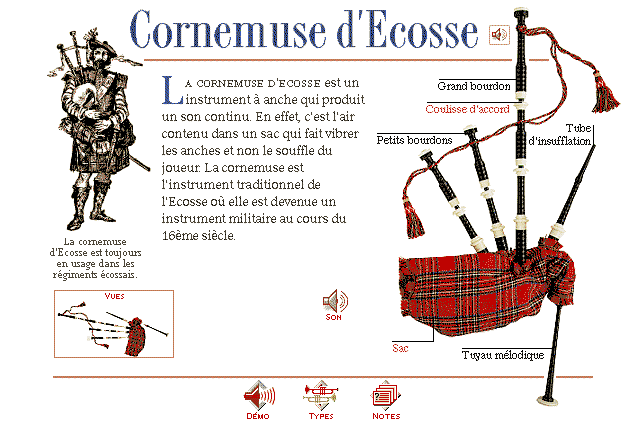 Cornemuse d'Ecosse
LA CORNEMUSE D'ECOSSE est un
instrument à anche qui produit
un son continu. En effet, c'est l'air
contenu dans un sac qui fait vibrer
les anches et non le souffle du
joueur. La cornemuse est
l'instrument traditionnel de
l'Ecosse où elle est devenue un
instrument militaire au cours du
16ème siècle.
La cornemuse
d'Ecosse est toujours
en usage dans les
régiments écossais.
VUES
SON
Grand bourdon
Coulisse d'accord
Petits bourdons
Tube
d'insufflation
Sac
Tuyau mélodique
DÉMO
TYPES
NOTES